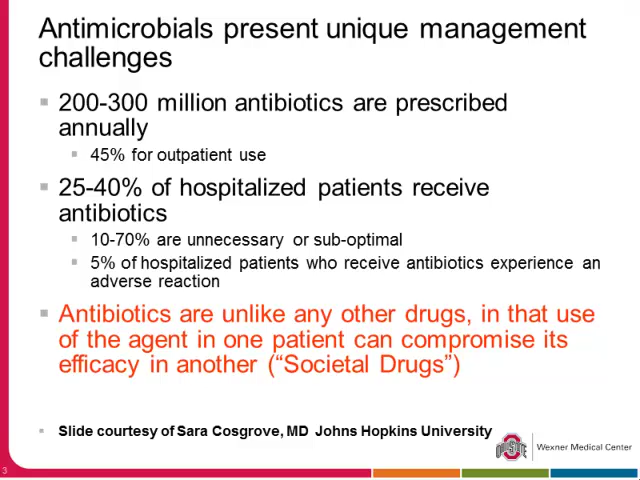 Antimicrobials present unique management
challenges
200-300 million antibiotics are prescribed
annually
45% for outpatient use
25-40% of hospitalized patients receive
antibiotics
10-70% are unnecessary or sub-optimal
5% of hospitalized patients who receive antibiotics experience an
adverse reaction
Antibiotics are unlike any other drugs, in that use
of the agent in one patient can compromise its
efficacy in another (“Societal Drugs”)
Slide courtesy of Sara Cosgrove, MD Johns Hopkins University
OHIO STATE
Wexner Medical Center
3